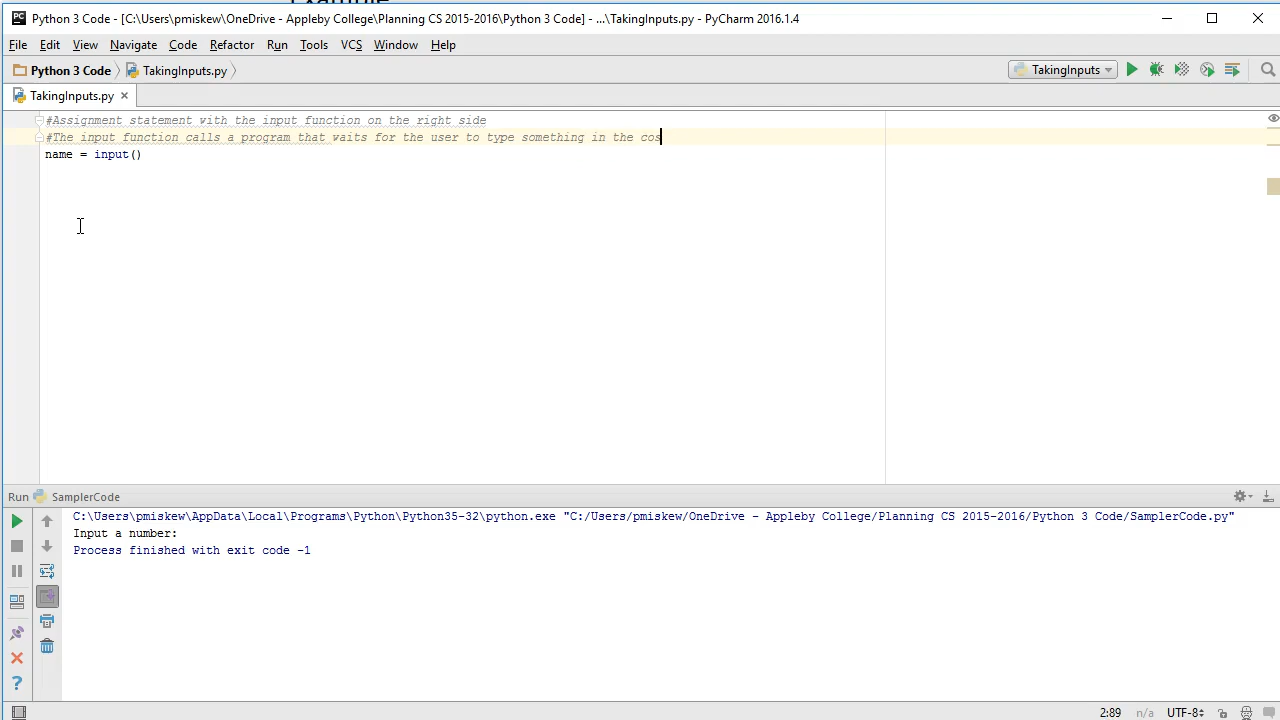 Example
Python 3 Code - [C:\Users\pmiskew\OneDrive - Appleby College\Planning CS 2015-2016\Python 3 Code] - ...\TakingInputs.py - PyCharm 2016.1.4
File Edit View Navigate Code Refactor Run Tools VCS Window Help
Python 3 Code TakingInputs.py TakingInputs
TakingInputs.py
#Assignment statement with the input function on the right side
#The input function calls a program that waits for the user to type something in the cos
name = input()
Run SamplerCode
C:\Users\pmiskew\AppData\Local\Programs\Python\Python35-32\python.exe "C:/Users/pmiskew/OneDrive - Appleby College/Planning CS 2015-2016/Python 3 Code/SamplerCode.py"
Input a number:
Process finished with exit code -1
2:89 n/a UTF-8